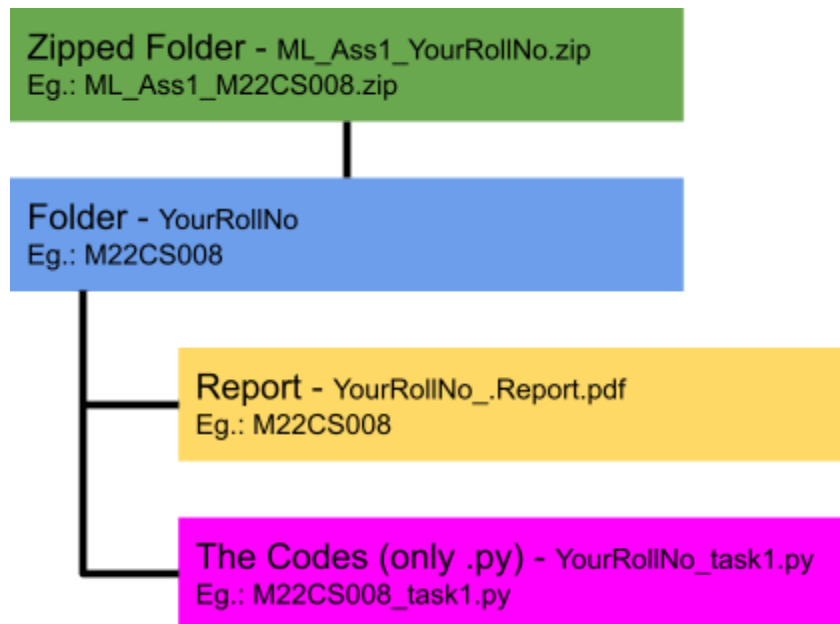 Zipped Folder - ML_Ass1_YourRollNo.zip
Eg.: ML_Ass1_M22CS008.zip
Folder - YourRollNo
Eg.: M22CS008
Report - YourRollNo_.Report.pdf
Eg.: M22CS008
The Codes (only .py) - YourRollNo_task1.py
Eg.: M22CS008_task1.py